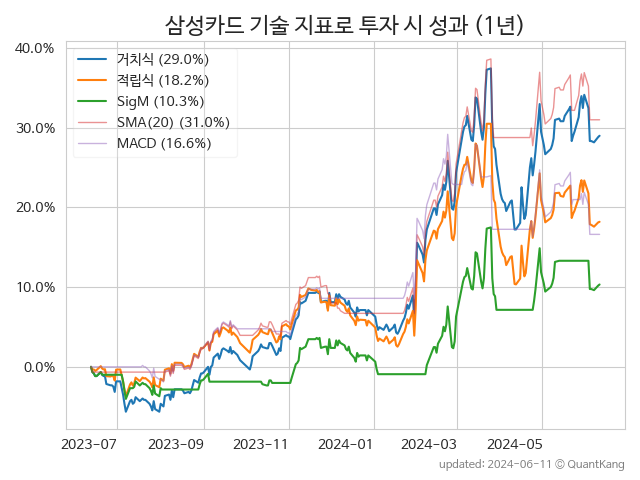 삼성카드 기술 지표로 투자 시 성과 (1년)
40.0%
30.0%
20.0%
10.0%
0.0%
거치식 (29.0%)
적립식 (18.2%)
SigM (10.3%)
SMA(20) (31.0%)
MACD (16.6%)
2023-07 2023-09 2023-11 2024-01 2024-03 2024-05
updated: 2024-06-11 © QuantKang